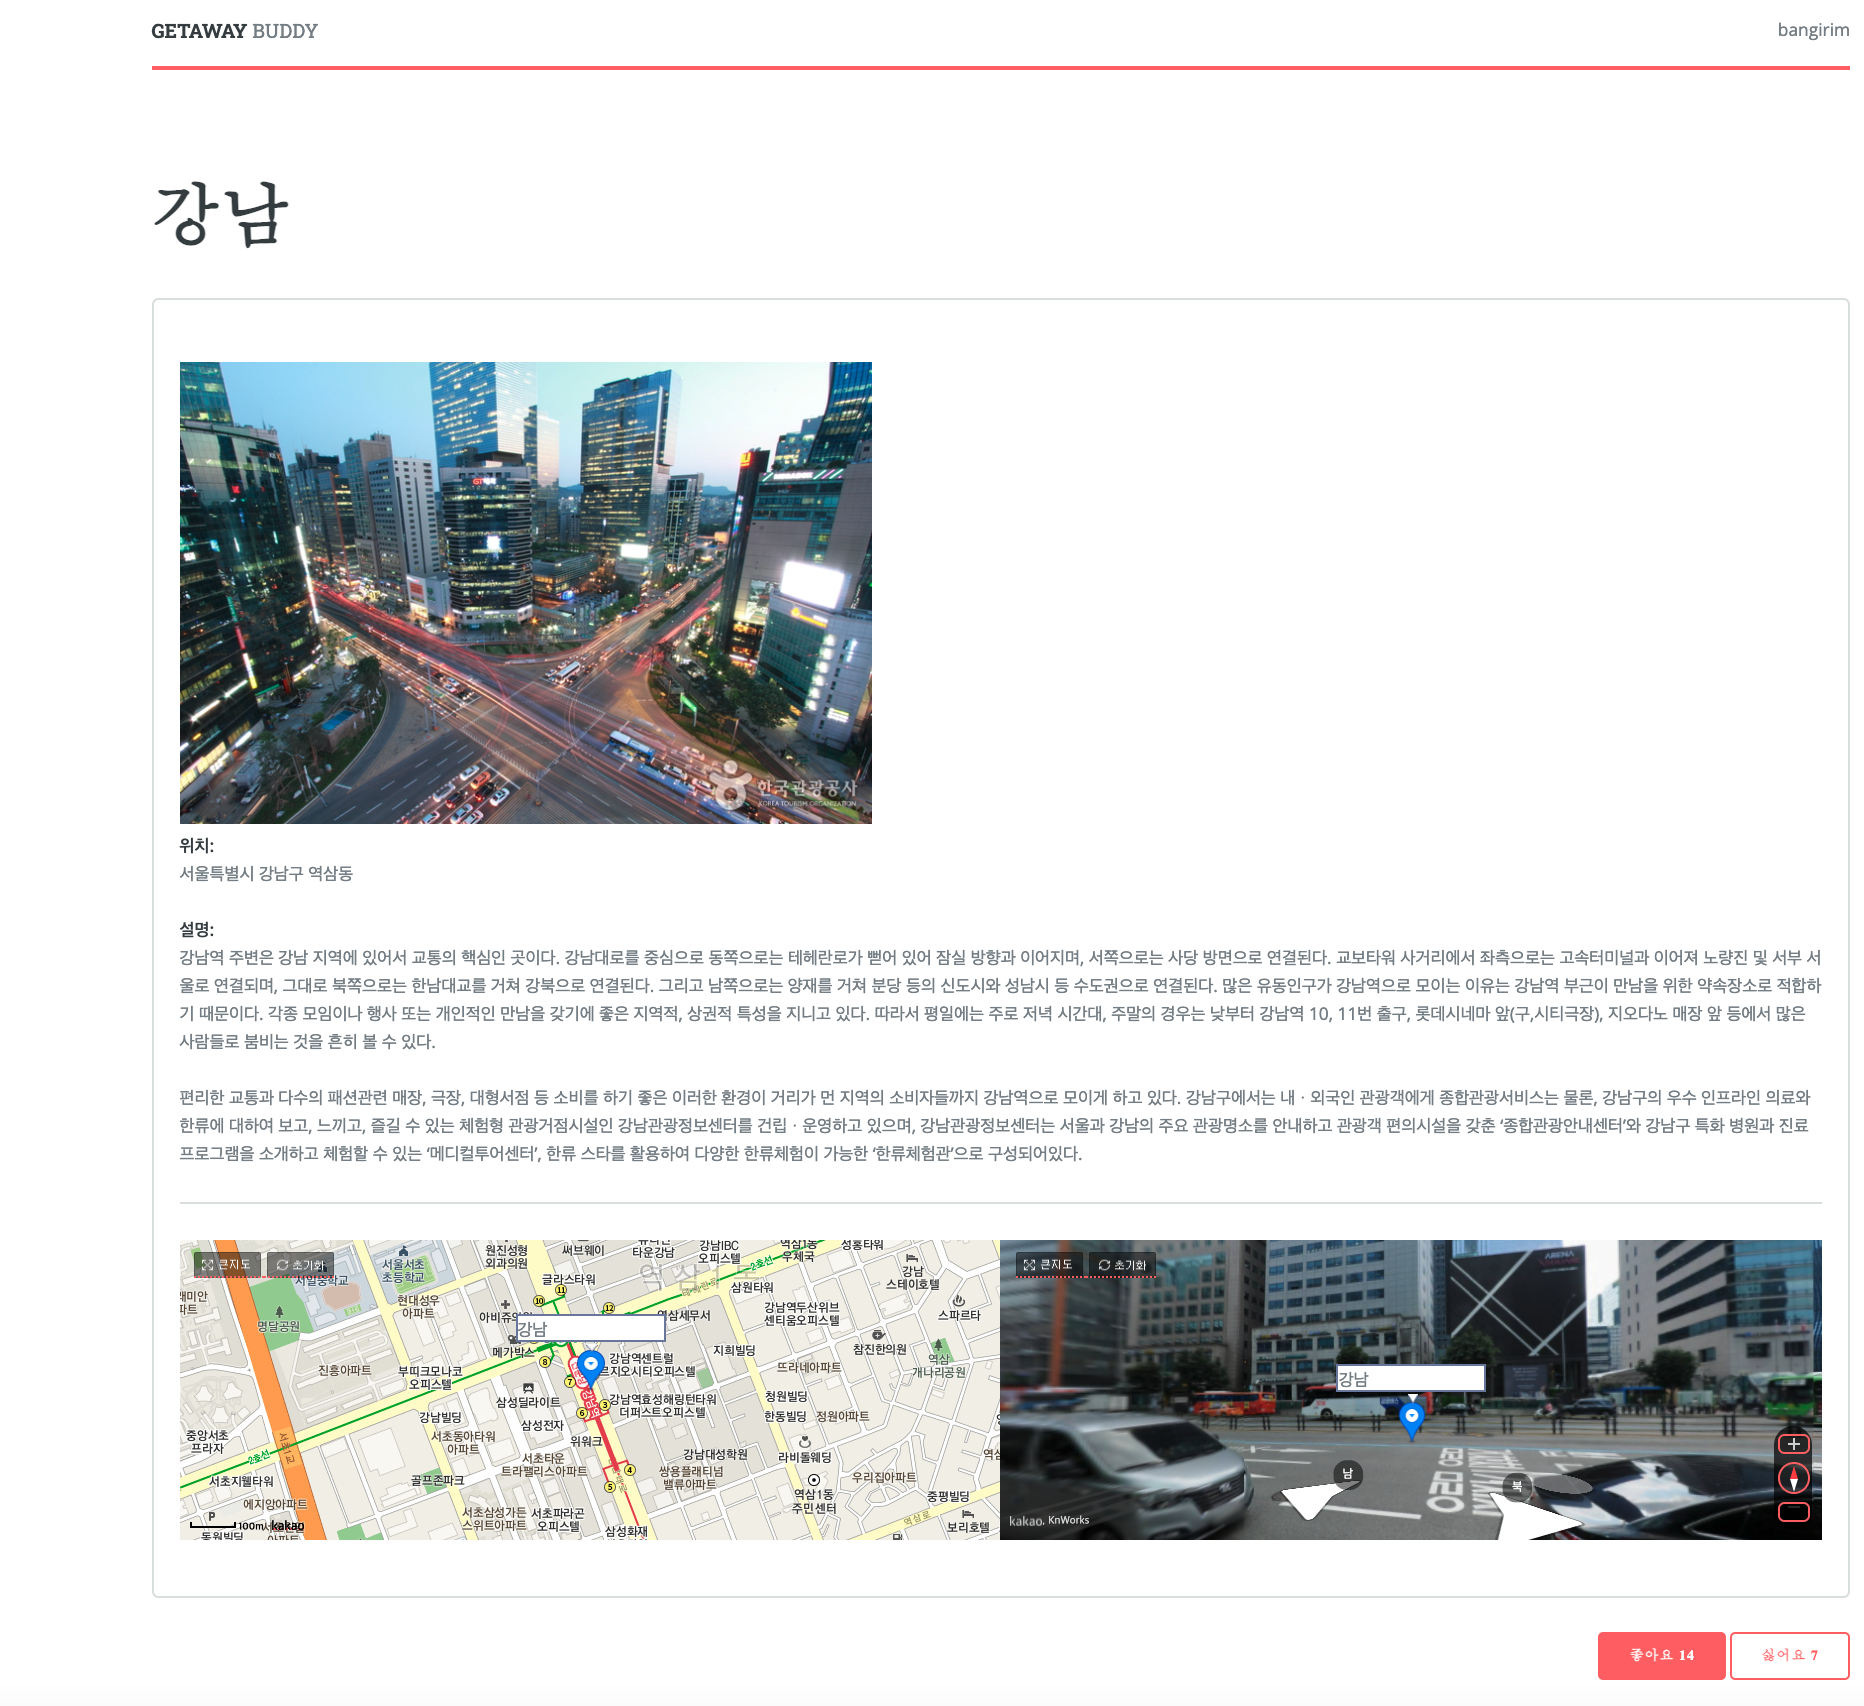 GETAWAY BUDDY
bangirim
강남
한국관광공사
KOREA TOURISM ORGANIZATION
위치:
서울특별시 강남구 역삼동
설명:
강남역 주변은 강남 지역에 있어서 교통의 핵심인 곳이다. 강남대로를 중심으로 동쪽으로는 테헤란로가 뻗어 있어 잠실 방향과 이어지며, 서쪽으로는 사당 방면으로 연결된다. 교보타워 사거리에서 좌측으로는 고속터미널과 이어져 노량진 및 서부 서
울로 연결되며, 그대로 북쪽으로는 한남대교를 거쳐 강북으로 연결된다. 그리고 남쪽으로는 양재를 거쳐 분당 등의 신도시와 성남시 등 수도권으로 연결된다. 많은 유동인구가 강남역으로 모이는 이유는 강남역 부근이 만남을 위한 약속장소로 적합하
기 때문이다. 각종 모임이나 행사 또는 개인적인 만남을 갖기에 좋은 지역적, 상권적 특성을 지니고 있다. 따라서 평일에는 주로 저녁 시간대, 주말의 경우는 낮부터 강남역 10, 11번 출구, 롯데시네마 앞(구,시티극장), 지오다노 매장 앞 등에서 많은
사람들로 붐비는 것을 흔히 볼 수 있다.
편리한 교통과 다수의 패션관련 매장, 극장, 대형서점 등 소비를 하기 좋은 이러한 환경이 거리가 먼 지역의 소비자들까지 강남역으로 모이게 하고 있다. 강남구에서는 내 · 외국인 관광객에게 종합관광서비스는 물론, 강남구의 우수 인프라인 의료와
한류에 대하여 보고, 느끼고, 즐길 수 있는 체험형 관광거점시설인 강남관광정보센터를 건립 · 운영하고 있으며, 강남관광정보센터는 서울과 강남의 주요 관광명소를 안내하고 관광객 편의시설을 갖춘 ‘종합관광안내센터’와 강남구 특화 병원과 진료
프로그램을 소개하고 체험할 수 있는 ‘메디컬투어센터’, 한류 스타를 활용하여 다양한 한류체험이 가능한 ‘한류체험관’으로 구성되어있다.
큰지도 초기화
서울서초
초등학교
원진성형
외과의원
써브웨이
타운강남
강남IBC
오피스텔
역삼1동
우체국
성홍타워
강남
스테이호텔
2호선
글라스타워
삼원타워
명달공원
현대성우
아파트
강남역두산위브
센티움오피스텔
스파르타
역삼세무서
강남
메가박스
강남역센트럴
지희빌딩
참진한의원
역삼
개나리공원
진흥아파트
부띠크모나코
오피스텔
뜨라네아파트
삼성딜라이트
강남역효성해링턴타워
더퍼스트오피스텔
청원빌딩
한동빌딩
정원아파트
강남빌딩
삼성전자
중앙서초
프라자
서초동아타워
아파트
위워크
강남대성학원
라비돌웨딩
2호선
서초지웰타워
골프존파크
서초타운
트라팰리스아파트
쌍용플래티넘
밸류아파트
우리집아파트
에지앙아파트
역삼1동
주민센터
중평빌딩
서초삼성가든
스위트아파트
서초파라곤
오피스텔
삼성화재
역삼로
보리호텔
100m
kakao
큰지도 초기화
ARENA
강남
남
북
kakao, KnWorks
좋아요 14
싫어요 7